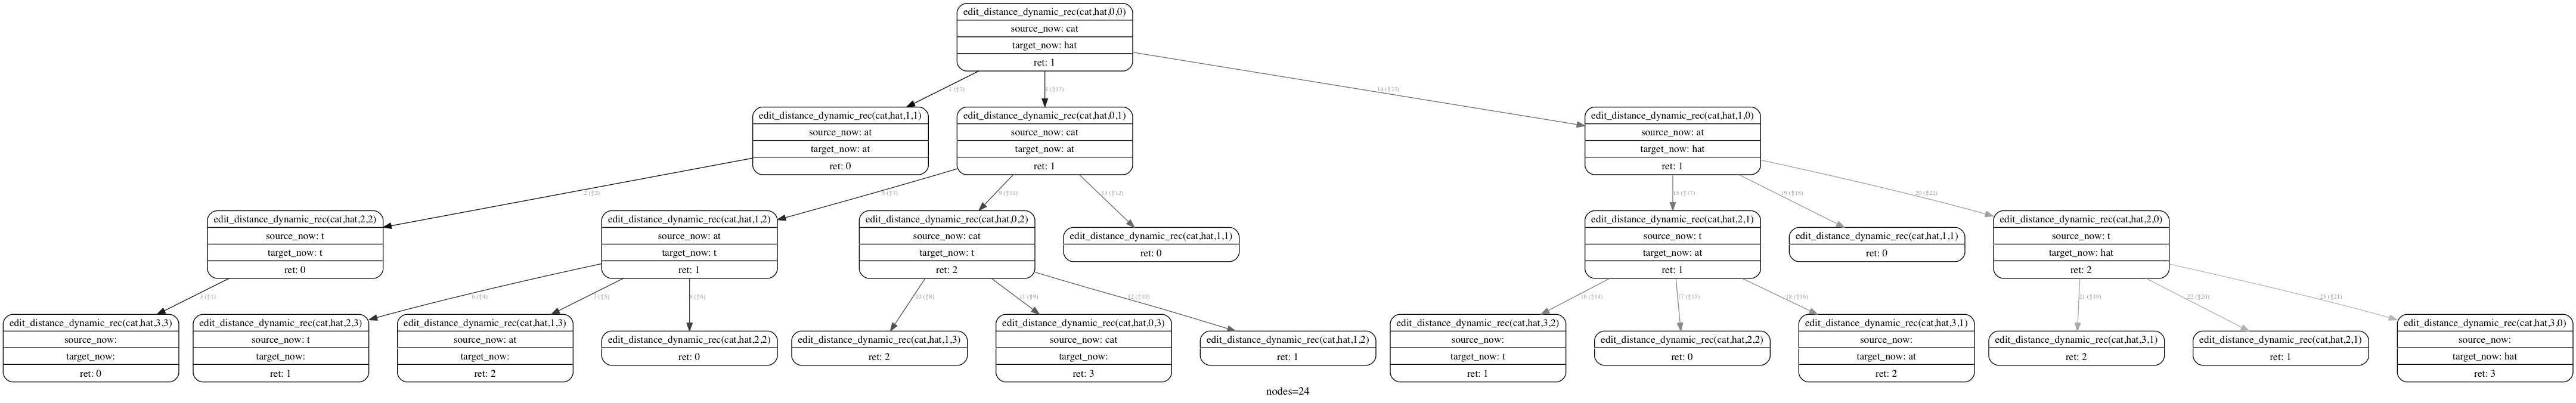 edit_distance_dynamic_rec(cat,hat,0,0)
source_now: cat
target_now: hat
ret: 1
1 (⇑3)
4 (⇑13)
14 (⇑23)
edit_distance_dynamic_rec(cat,hat,1,1)
source_now: at
target_now: at
ret: 0
edit_distance_dynamic_rec(cat,hat,0,1)
source_now: cat
target_now: at
ret: 1
edit_distance_dynamic_rec(cat,hat,1,0)
source_now: at
target_now: hat
ret: 1
2 (⇑2)
5 (⇑7)
9 (⇑11)
13 (⇑12)
15 (⇑17)
19 (⇑18)
20 (⇑22)
edit_distance_dynamic_rec(cat,hat,2,2)
source_now: t
target_now: t
ret: 0
edit_distance_dynamic_rec(cat,hat,1,2)
source_now: at
target_now: t
ret: 1
edit_distance_dynamic_rec(cat,hat,0,2)
source_now: cat
target_now: t
ret: 2
edit_distance_dynamic_rec(cat,hat,1,1)
ret: 0
edit_distance_dynamic_rec(cat,hat,2,1)
source_now: t
target_now: at
ret: 1
edit_distance_dynamic_rec(cat,hat,1,1)
ret: 0
edit_distance_dynamic_rec(cat,hat,2,0)
source_now: t
target_now: hat
ret: 2
3 (⇑1)
6 (⇑4)
7 (⇑5)
8 (⇑6)
10 (⇑8)
11 (⇑9)
12 (⇑10)
16 (⇑14)
17 (⇑15)
18 (⇑16)
21 (⇑19)
22 (⇑20)
23 (⇑21)
edit_distance_dynamic_rec(cat,hat,3,3)
source_now:
target_now:
ret: 0
edit_distance_dynamic_rec(cat,hat,2,3)
source_now: t
target_now:
ret: 1
edit_distance_dynamic_rec(cat,hat,1,3)
source_now: at
target_now:
ret: 2
edit_distance_dynamic_rec(cat,hat,2,2)
ret: 0
edit_distance_dynamic_rec(cat,hat,1,3)
ret: 2
edit_distance_dynamic_rec(cat,hat,0,3)
source_now: cat
target_now:
ret: 3
edit_distance_dynamic_rec(cat,hat,1,2)
ret: 1
edit_distance_dynamic_rec(cat,hat,3,2)
source_now:
target_now: t
ret: 1
edit_distance_dynamic_rec(cat,hat,2,2)
ret: 0
edit_distance_dynamic_rec(cat,hat,3,1)
source_now:
target_now: at
ret: 2
edit_distance_dynamic_rec(cat,hat,3,1)
ret: 2
edit_distance_dynamic_rec(cat,hat,2,1)
ret: 1
edit_distance_dynamic_rec(cat,hat,3,0)
source_now:
target_now: hat
ret: 3
nodes=24